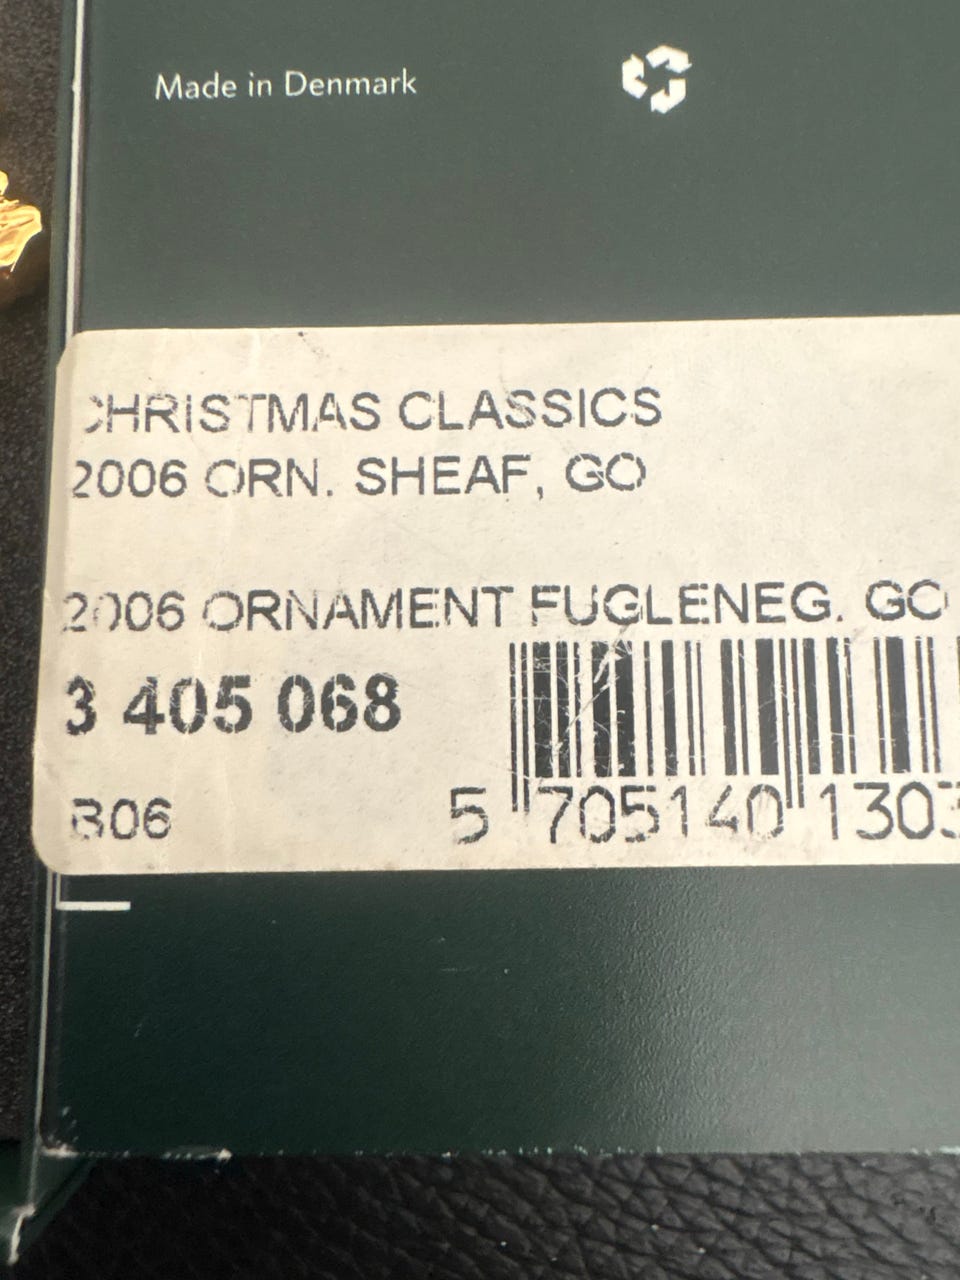 Made in Denmark
CHRISTMAS CLASSICS
2006 ORN. SHEAF, GO
2006 ORNAMENT FUGLENEG. GO
3 405 068
B06
5 705140 1303